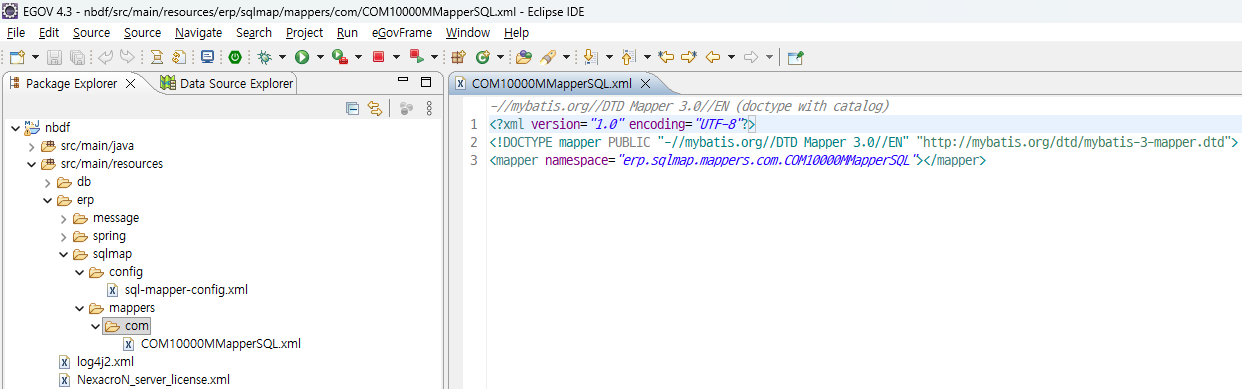 EGOV 4.3 - nbdf/src/main/resources/erp/sqlmap/mappers/com/COM10000MMapperSQL.xml - Eclipse IDE
File Edit Source Source Navigate Search Project Run eGovFrame Window Help
Package Explorer Data Source Explorer
nbdf
src/main/java
src/main/resources
db
erp
message
spring
sqlmap
config
sql-mapper-config.xml
mappers
com
COM10000MMapperSQL.xml
log4j2.xml
NexacroN_server_license.xml
COM10000MMapperSQL.xml
-//mybatis.org//DTD Mapper 3.0//EN (doctype with catalog)
1 <?xml version="1.0" encoding="UTF-8"?>
2 <!DOCTYPE mapper PUBLIC "-//mybatis.org//DTD Mapper 3.0//EN" "http://mybatis.org/dtd/mybatis-3-mapper.dtd">
3 <mapper namespace="erp.sqlmap.mappers.com.COM10000MMapperSQL"></mapper>